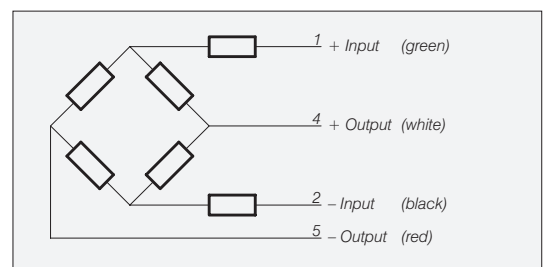 1 + Input (green)
4 + Output (white)
2 – Input (black)
5 – Output (red)